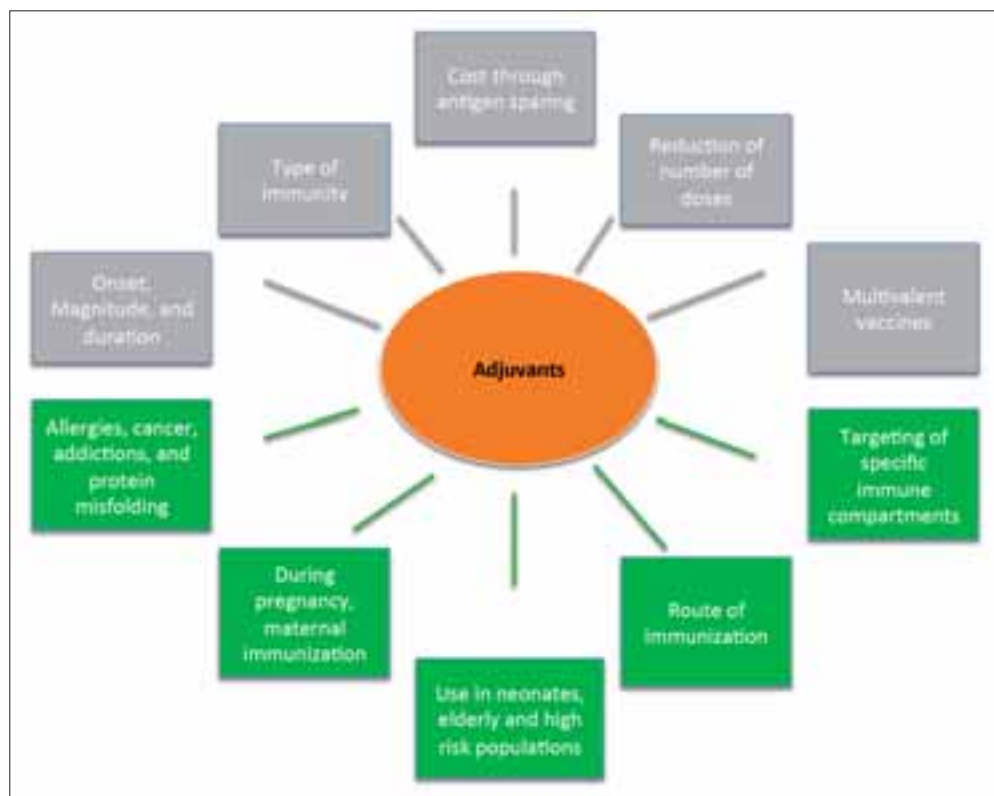 Cost through
antigen sparing
Type of
immunity
Reduction of
number of
doses
Onset,
Magnitude, and
duration
Multivalent
vaccines
Adjuvants
Allergies, cancer,
addictions, and
protein
misfolding
Targeting of
specific
immune
compartments
During
pregnancy,
maternal
immunization
Route of
immunization
Use in neonates,
elderly and high
risk populations